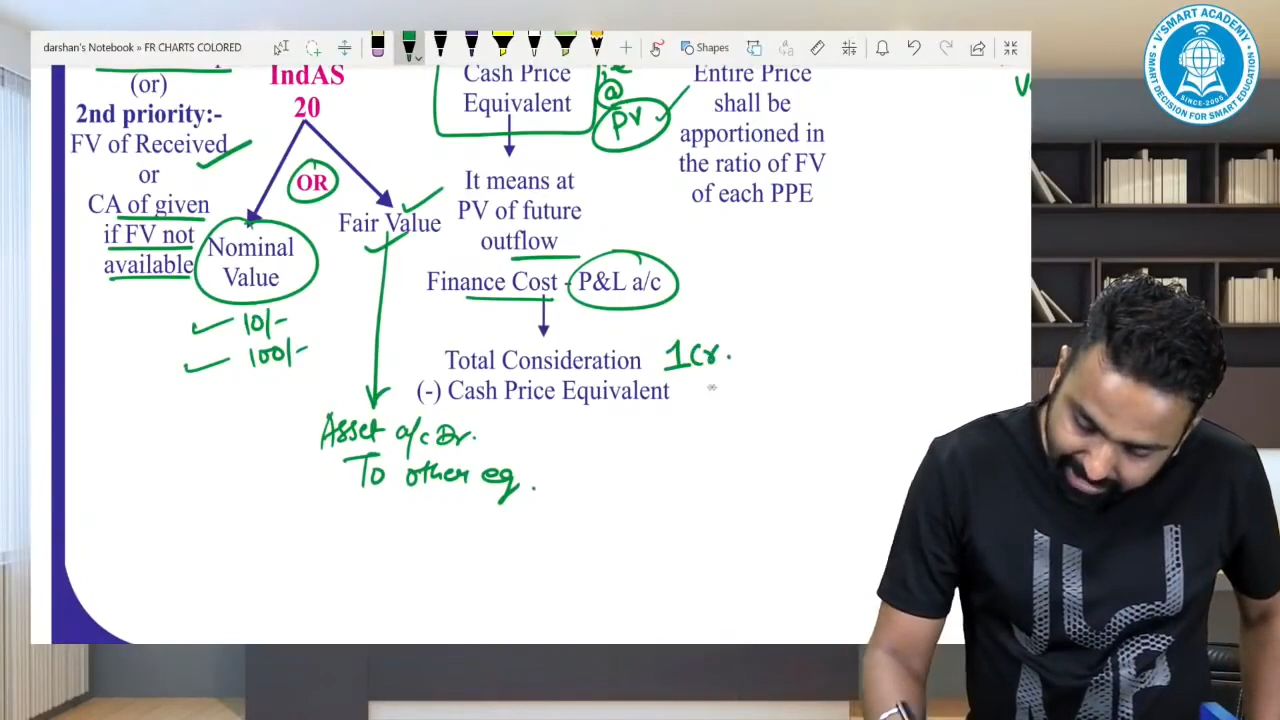 darshan's Notebook » FR CHARTS COLORED
Shapes
V'SMART ACADEMY
SINCE-2005
SMART DECISION FOR SMART EDUCATION
(or)
2nd priority:-
FV of Received
or
CA of given
if FV not
available
IndAS
20
OR
Nominal
Value
10/-
100/-
Fair Value
Asset a/c Dr.
To other eq.
Cash Price
Equivalent
@
PV
It means at
PV of future
outflow
Finance Cost - P&L a/c
Total Consideration 1Cr.
(-) Cash Price Equivalent
Entire Price
shall be
apportioned in
the ratio of FV
of each PPE